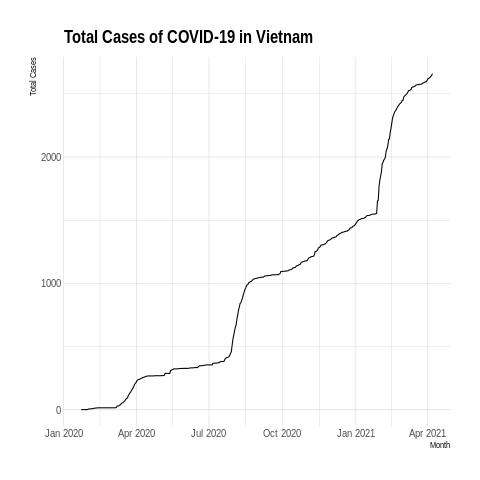 Total Cases of COVID-19 in Vietnam
Total Cases
2000
1000
0
Jan 2020 Apr 2020 Jul 2020 Oct 2020 Jan 2021 Apr 2021
Month